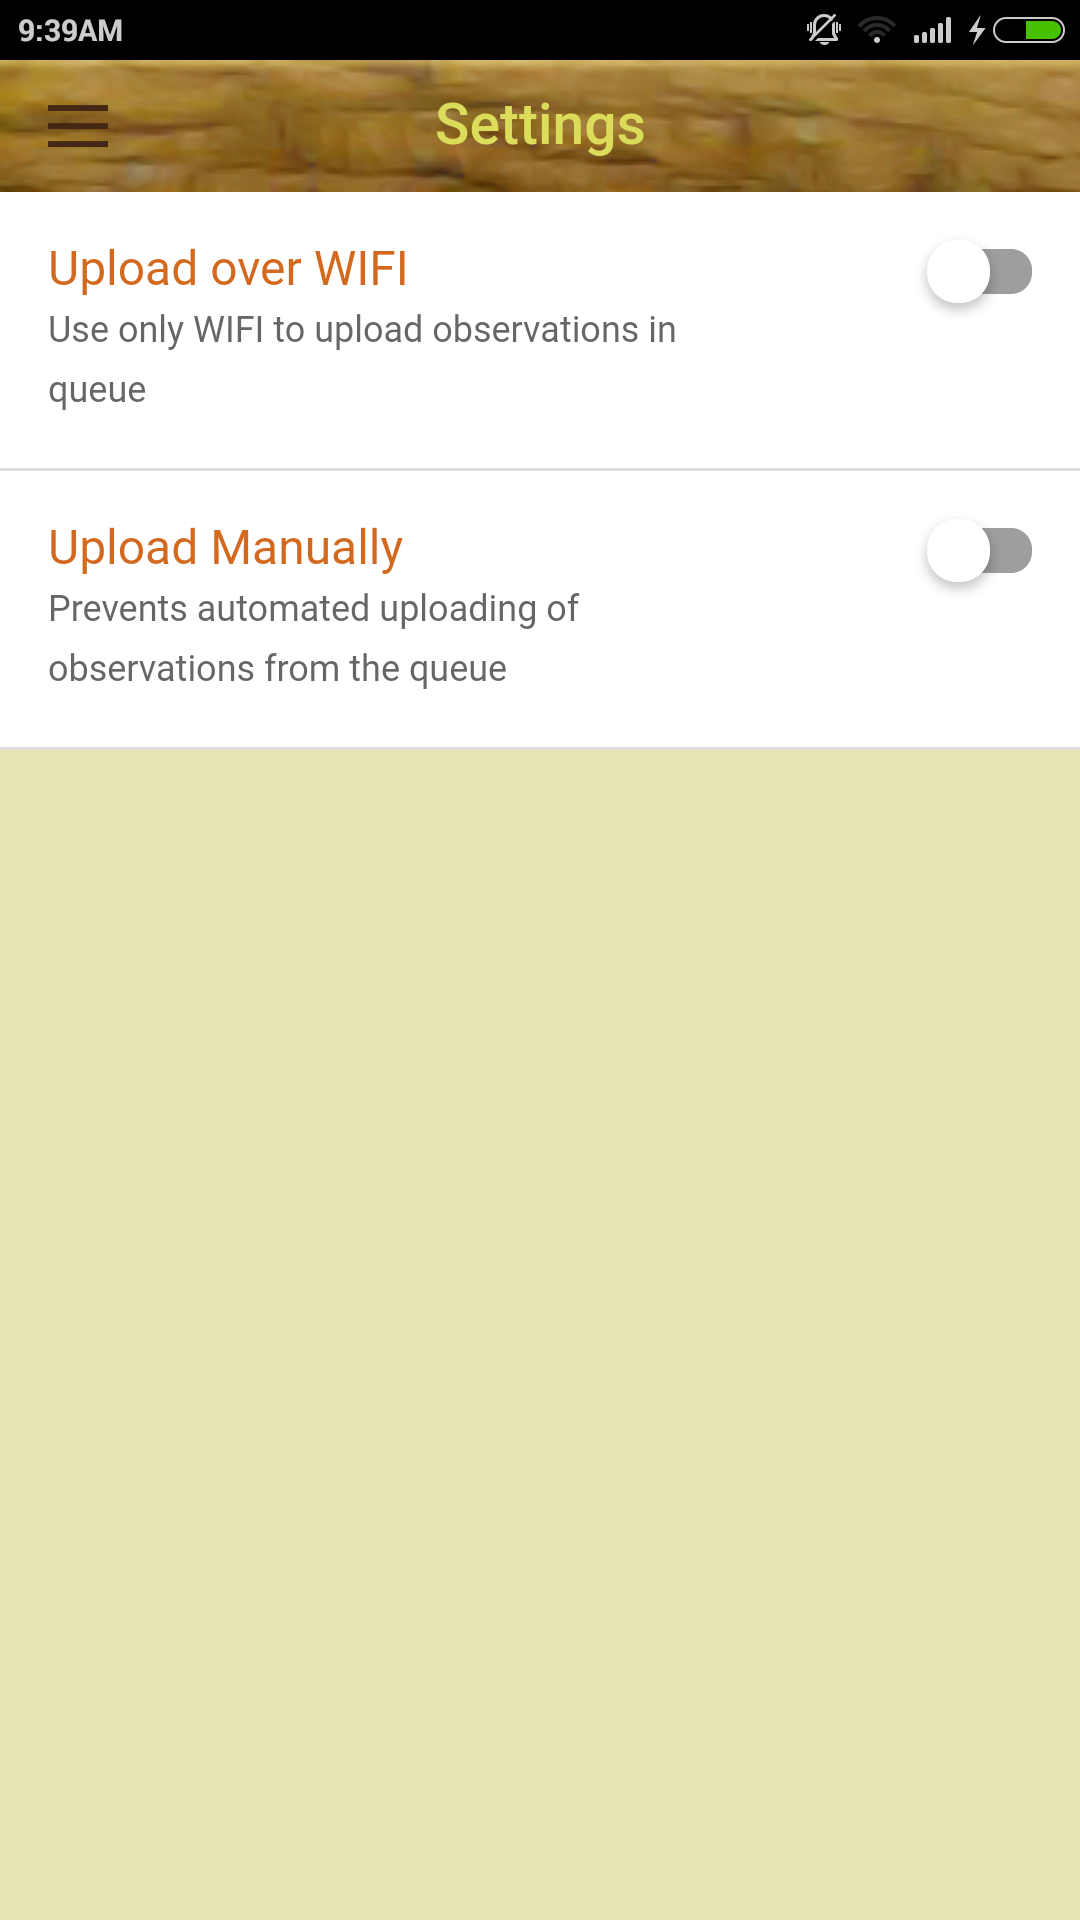 9:39AM
Settings
Upload over WIFI
Use only WIFI to upload observations in
queue
Upload Manually
Prevents automated uploading of
observations from the queue